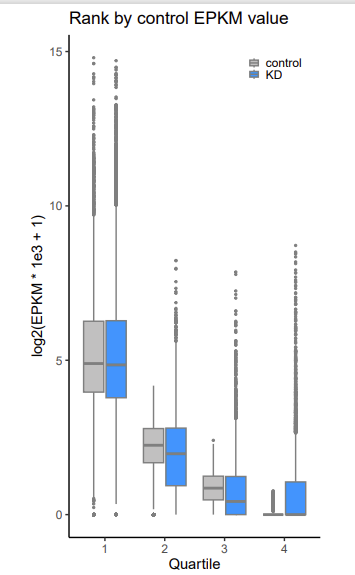 Rank by control EPKM value
15
control
KD
10
log2(EPKM * 1e3 + 1)
5
0
1 2 3 4
Quartile